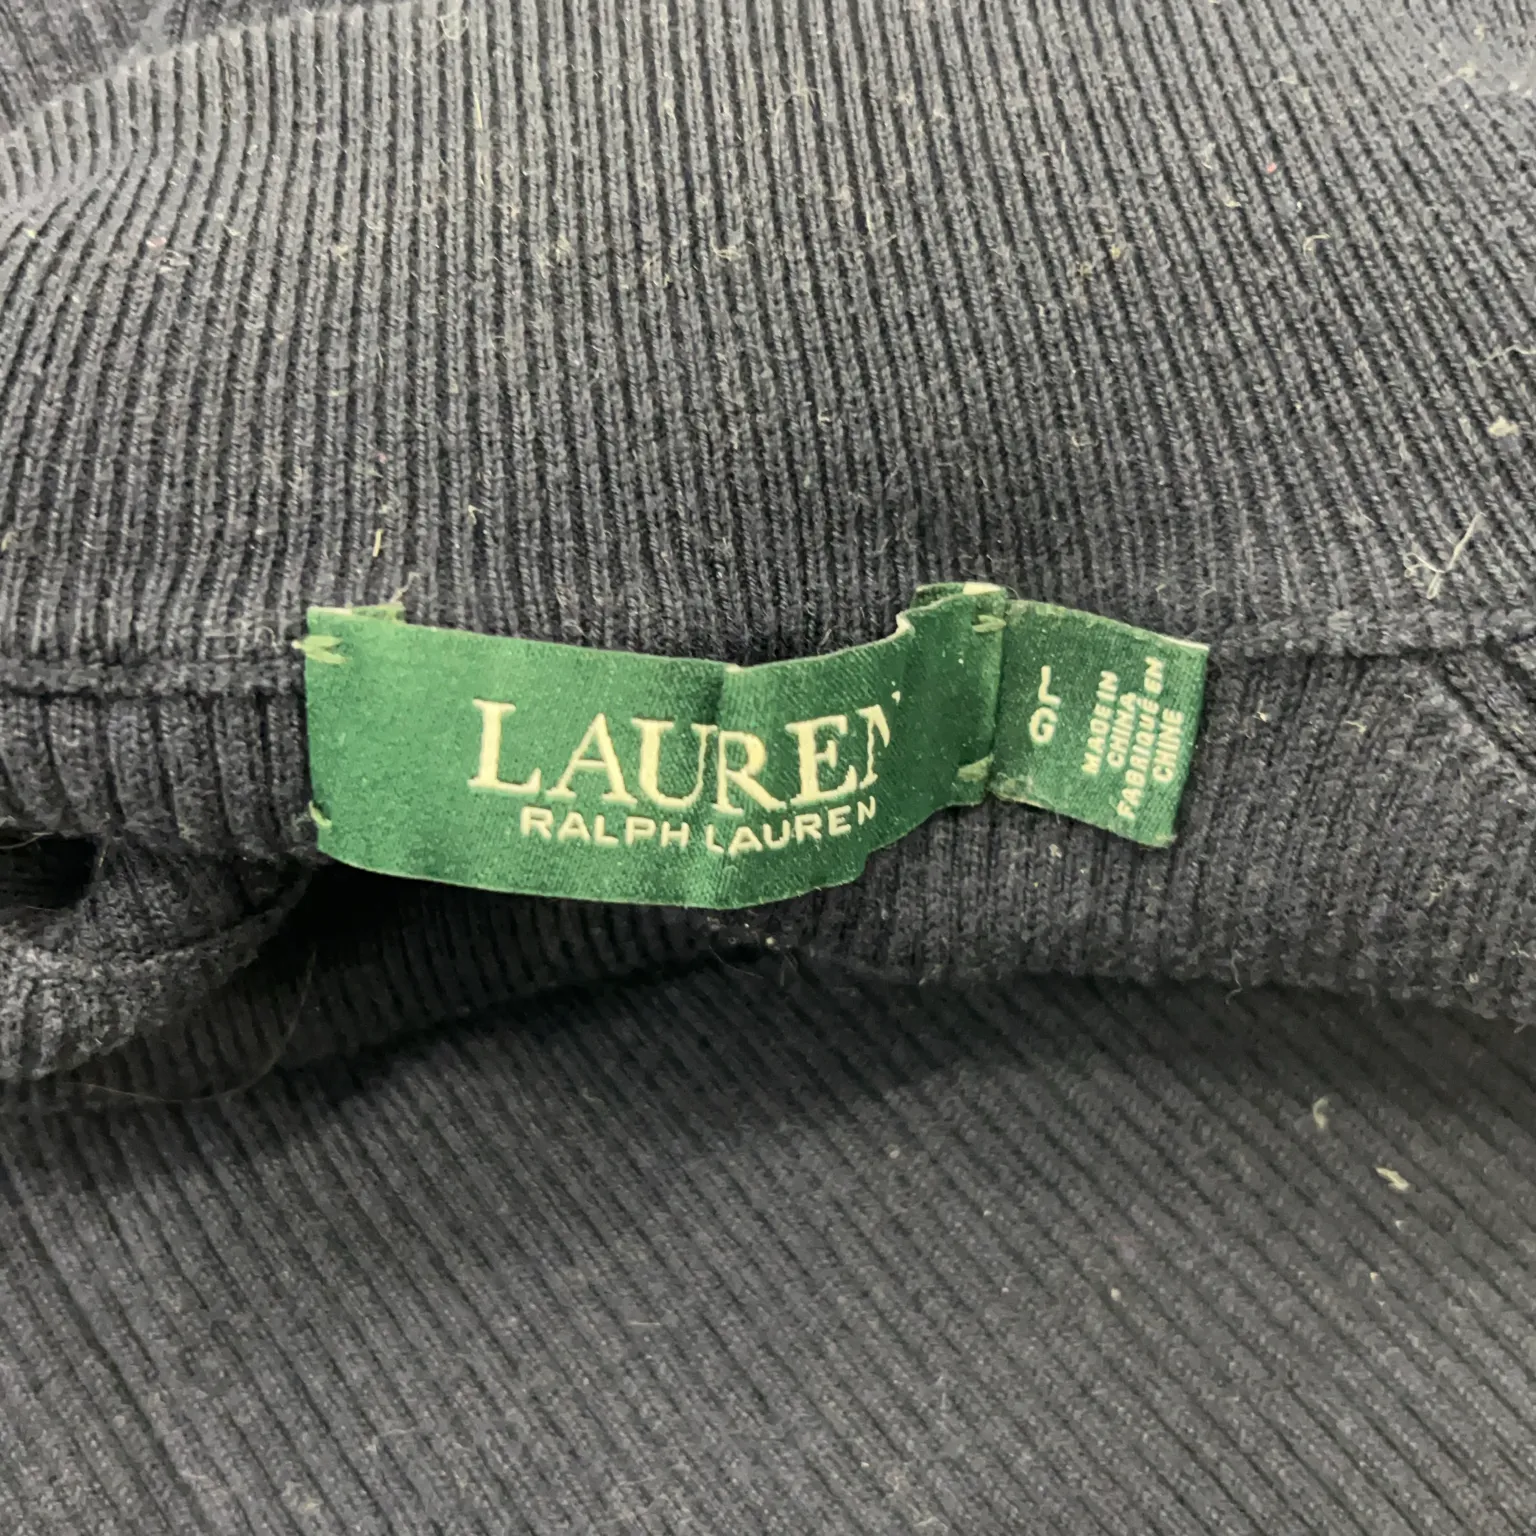 LAUREN
RALPH LAUREN
L
G
MADE IN
CHINA
FABRIQUÉ EN
CHINE